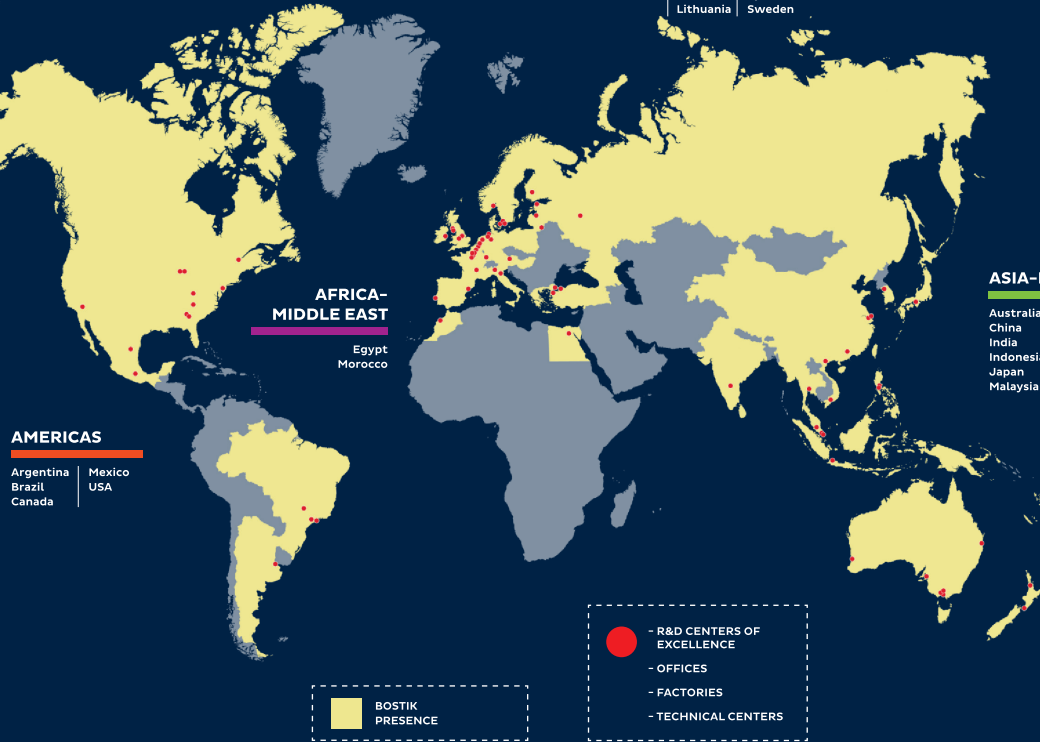 Lithuania | Sweden
AFRICA-
MIDDLE EAST
Egypt
Morocco
ASIA-
Australia
China
India
Indonesia
Japan
Malaysia
AMERICAS
Argentina
Brazil
Canada
Mexico
USA
- R&D CENTERS OF
EXCELLENCE
- OFFICES
- FACTORIES
- TECHNICAL CENTERS
BOSTIK
PRESENCE